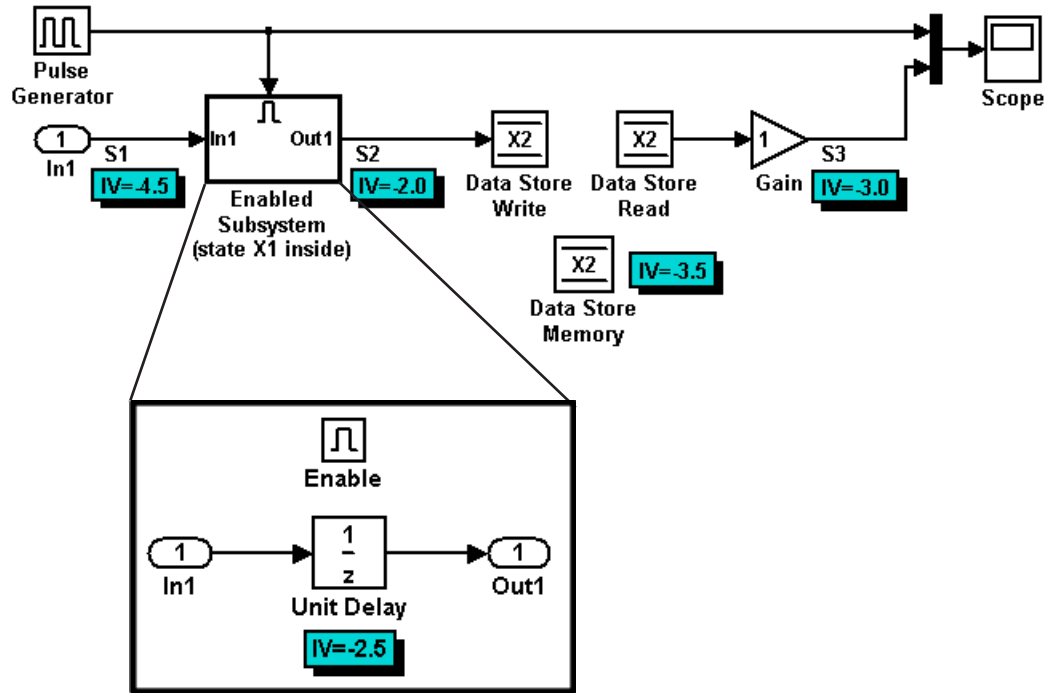 Pulse
Generator
1
In1
S1
IV=-4.5
In1
Out1
Enabled
Subsystem
(state X1 inside)
S2
IV=-2.0
X2
Data Store
Write
X2
Data Store
Read
1
Gain
S3
IV=-3.0
Scope
X2
Data Store
Memory
IV=-3.5
Enable
1
In1
1
z
Unit Delay
IV=-2.5
1
Out1